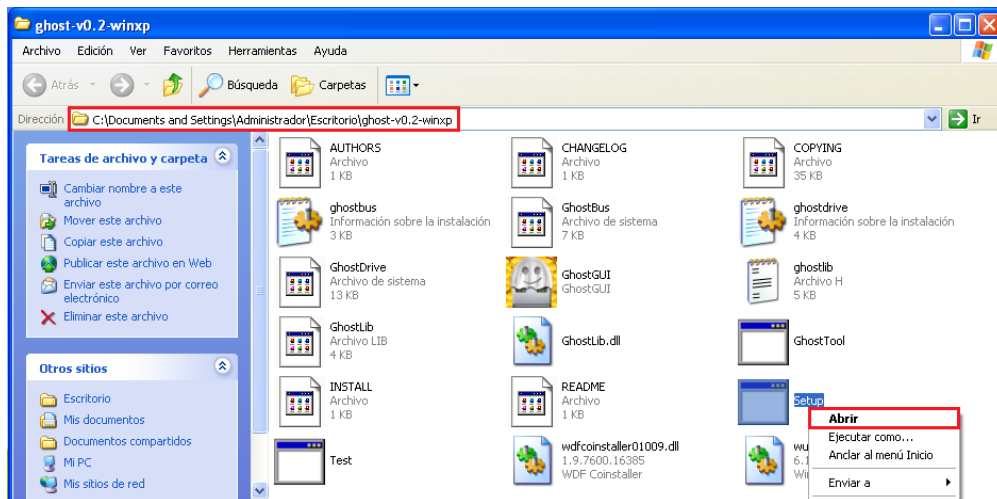 ghost-v0.2-winxp
Archivo Edición Ver Favoritos Herramientas Ayuda
Atrás Búsqueda Carpetas
Dirección C:\Documents and Settings\Administrador\Escritorio\ghost-v0.2-winxp Ir
Tareas de archivo y carpeta
Cambiar nombre a este
archivo
Mover este archivo
Copiar este archivo
Publicar este archivo en Web
Enviar este archivo por correo
electrónico
Eliminar este archivo
Otros sitios
Escritorio
Mis documentos
Documentos compartidos
Mi PC
Mis sitios de red
AUTHORS
Archivo
1 KB
CHANGELOG
Archivo
1 KB
COPYING
Archivo
35 KB
ghostbus
Información sobre la instalación
3 KB
GhostBus
Archivo de sistema
7 KB
ghostdrive
Información sobre la instalación
4 KB
GhostDrive
Archivo de sistema
13 KB
GhostGUI
GhostGUI
ghostlib
Archivo H
5 KB
GhostLib
Archivo LIB
4 KB
GhostLib.dll
GhostTool
INSTALL
Archivo
1 KB
README
Archivo
1 KB
Setup
Test
wdfcoinstaller01009.dll
1.9.7600.16385
WDF Coinstaller
Abrir
Ejecutar como...
Anclar al menú Inicio
Enviar a